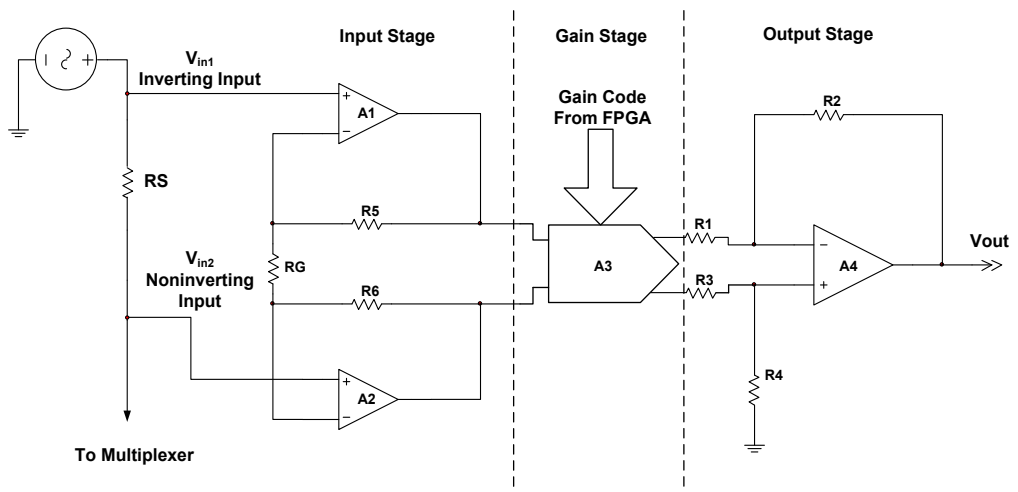 Input Stage
Gain Stage
Output Stage
Vin1
Inverting Input
Gain Code
From FPGA
R2
A1
RS
R5
R1
Vout
Vin2
Noninverting
Input
RG
A3
A4
R6
R3
R4
A2
To Multiplexer
+
−
+
−
+
−
−
+